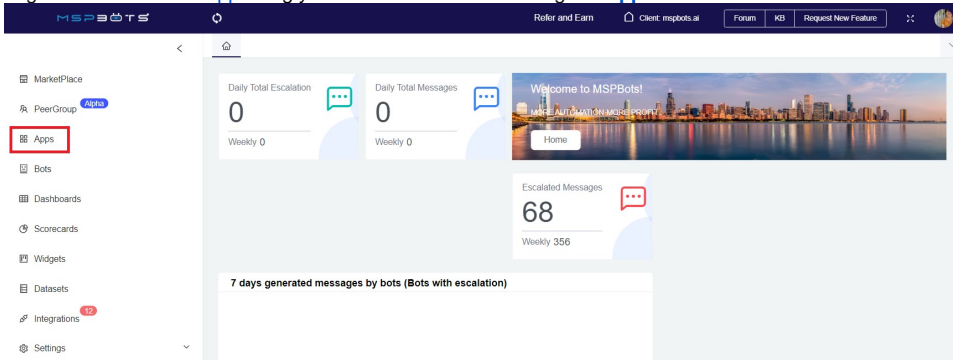 MSPBOTS
Refer and Earn
Client: mspbots.ai
Forum
KB
Request New Feature
MarketPlace
PeerGroup Alpha
Apps
Bots
Dashboards
Scorecards
Widgets
Datasets
Integrations 12
Settings
Daily Total Escalation
0
Weekly 0
Daily Total Messages
0
Weekly 0
Welcome to MSPBots!
MORE AUTOMATION MORE PROFIT
Home
Escalated Messages
68
Weekly 356
7 days generated messages by bots (Bots with escalation)